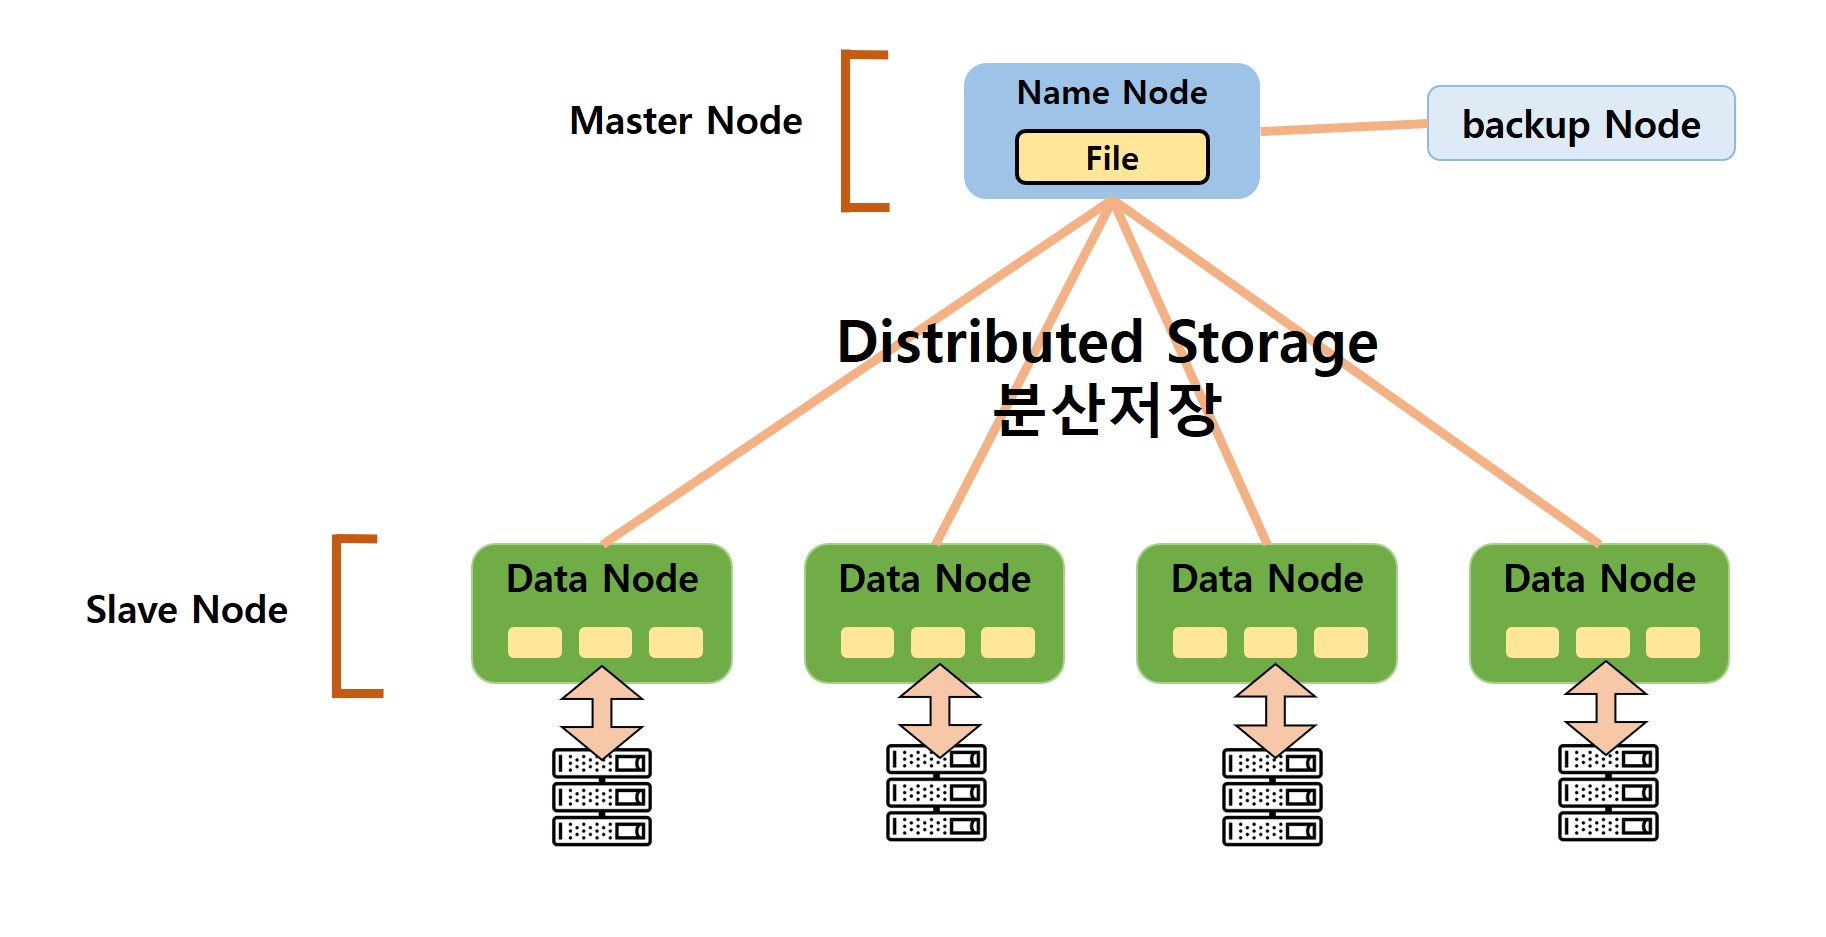 Name Node
Master Node
backup Node
File
Distributed Storage
분산저장
Slave Node
Data Node
Data Node
Data Node
Data Node